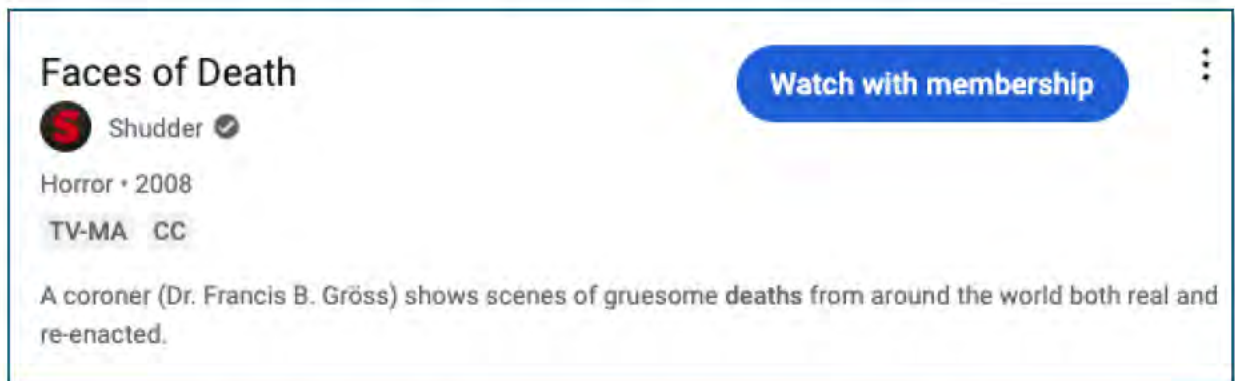 Faces of Death
Watch with membership
S
Shudder
Horror • 2008
TV-MA CC
A coroner (Dr. Francis B. Gröss) shows scenes of gruesome deaths from around the world both real and
re-enacted.